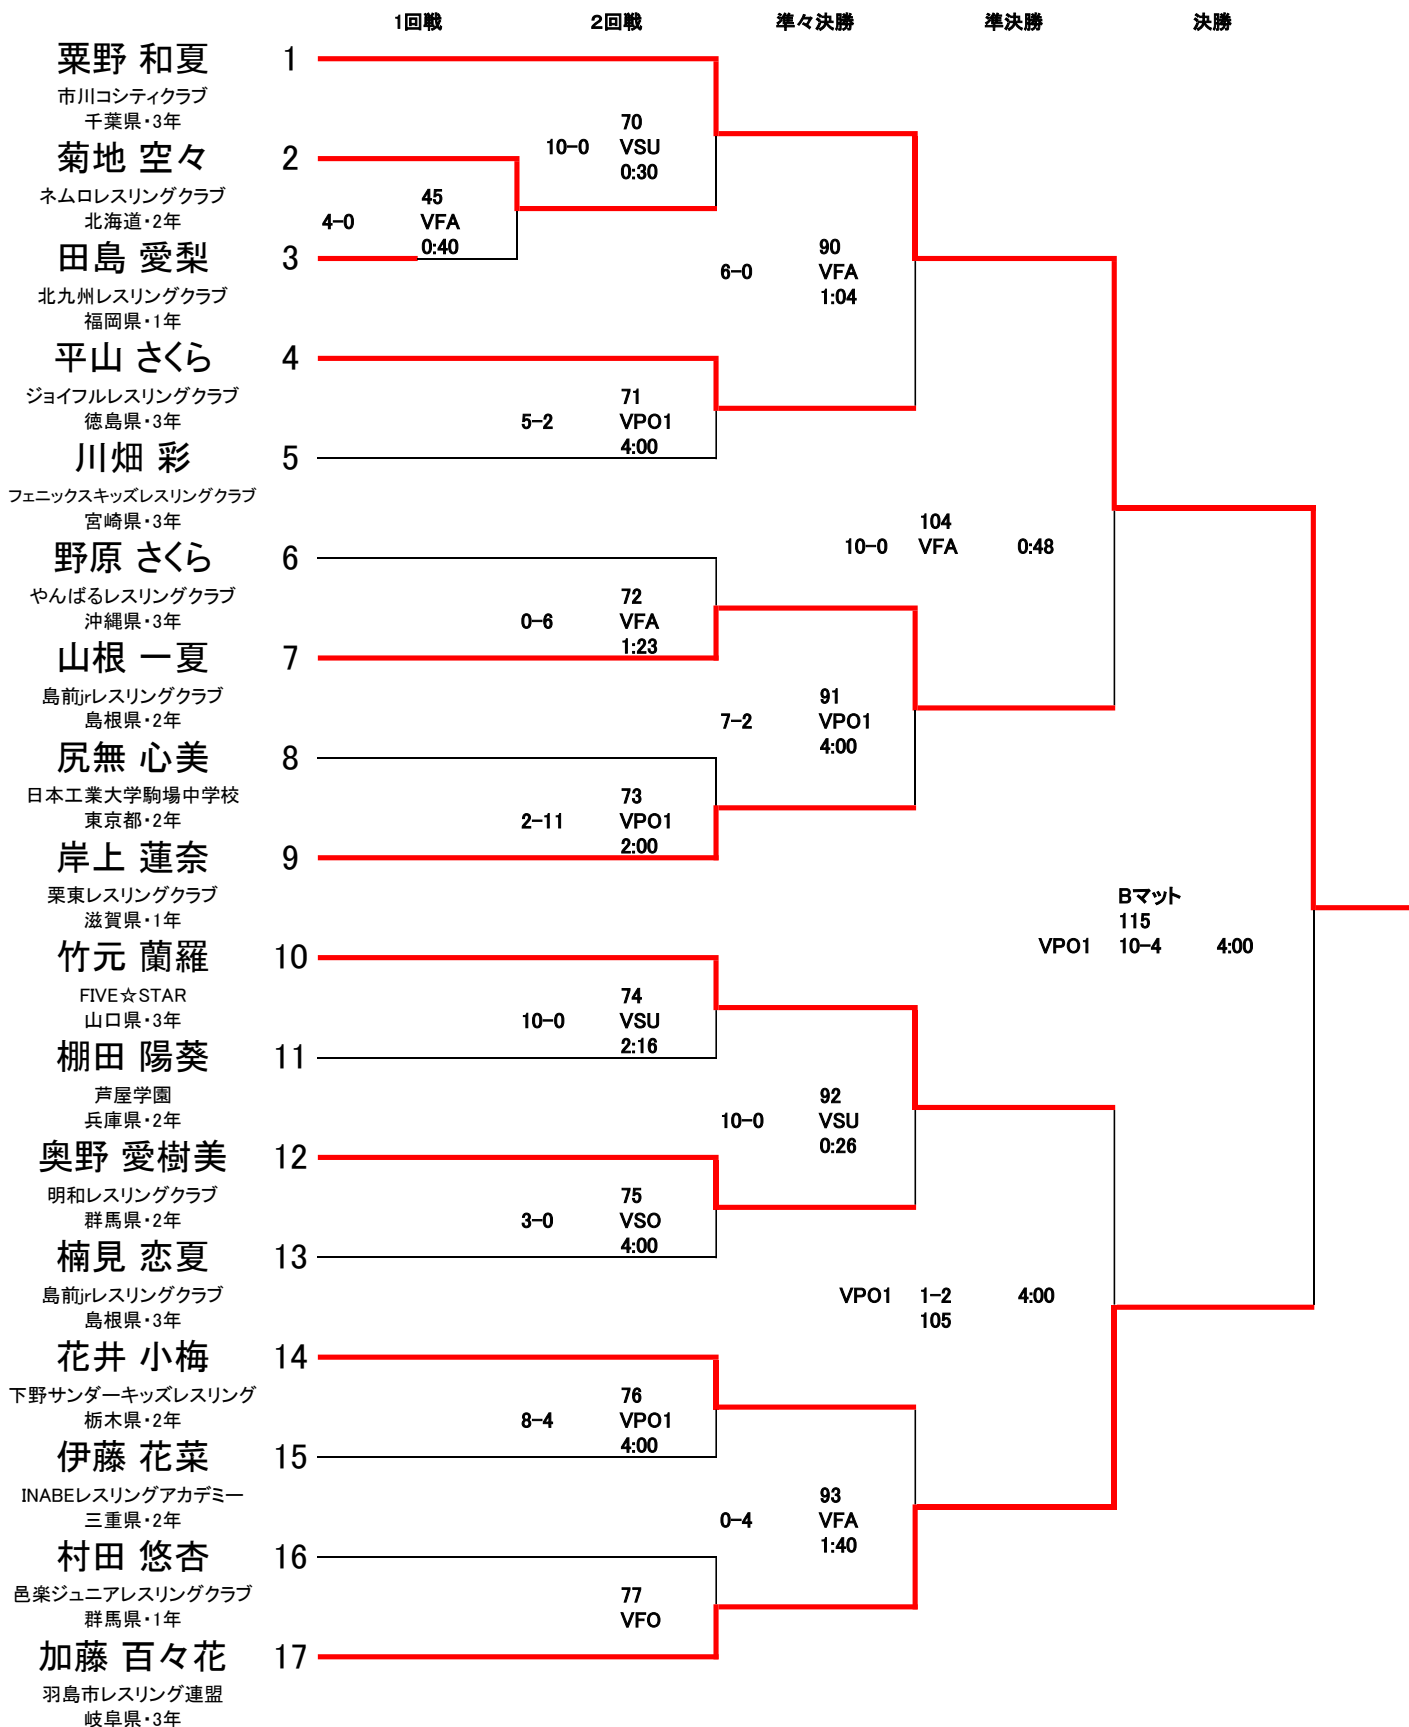 1回戦 2回戦 準々決勝 準決勝 決勝
粟野 和夏 1
市川コシティクラブ
千葉県・3年
70
10-0 VSU
0:30
菊地 空々 2
ネムロレスリングクラブ
北海道・2年
45
4-0 VFA
0:40
田島 愛梨 3
北九州レスリングクラブ
福岡県・1年
90
6-0 VFA
1:04
平山 さくら 4
ジョイフルレスリングクラブ
徳島県・3年
71
5-2 VPO1
4:00
川畑 彩 5
フェニックスキッズレスリングクラブ
宮崎県・3年
104
10-0 VFA 0:48
野原 さくら 6
やんばるレスリングクラブ
沖縄県・3年
72
0-6 VFA
1:23
山根 一夏 7
島前jrレスリングクラブ
島根県・2年
91
7-2 VPO1
4:00
尻無 心美 8
日本工業大学駒場中学校
東京都・2年
73
2-11 VPO1
2:00
岸上 蓮奈 9
栗東レスリングクラブ
滋賀県・1年
Bマット
115
VPO1 10-4 4:00
竹元 蘭羅 10
FIVE☆STAR
山口県・3年
74
10-0 VSU
2:16
棚田 陽葵 11
芦屋学園
兵庫県・2年
92
10-0 VSU
0:26
奥野 愛樹美 12
明和レスリングクラブ
群馬県・2年
75
3-0 VSO
4:00
楠見 恋夏 13
島前jrレスリングクラブ
島根県・3年
VPO1 1-2 4:00
105
花井 小梅 14
下野サンダーキッズレスリング
栃木県・2年
76
8-4 VPO1
4:00
伊藤 花菜 15
INABEレスリングアカデミー
三重県・2年
93
0-4 VFA
1:40
村田 悠杏 16
邑楽ジュニアレスリングクラブ
群馬県・1年
77
VFO
加藤 百々花 17
羽島市レスリング連盟
岐阜県・3年